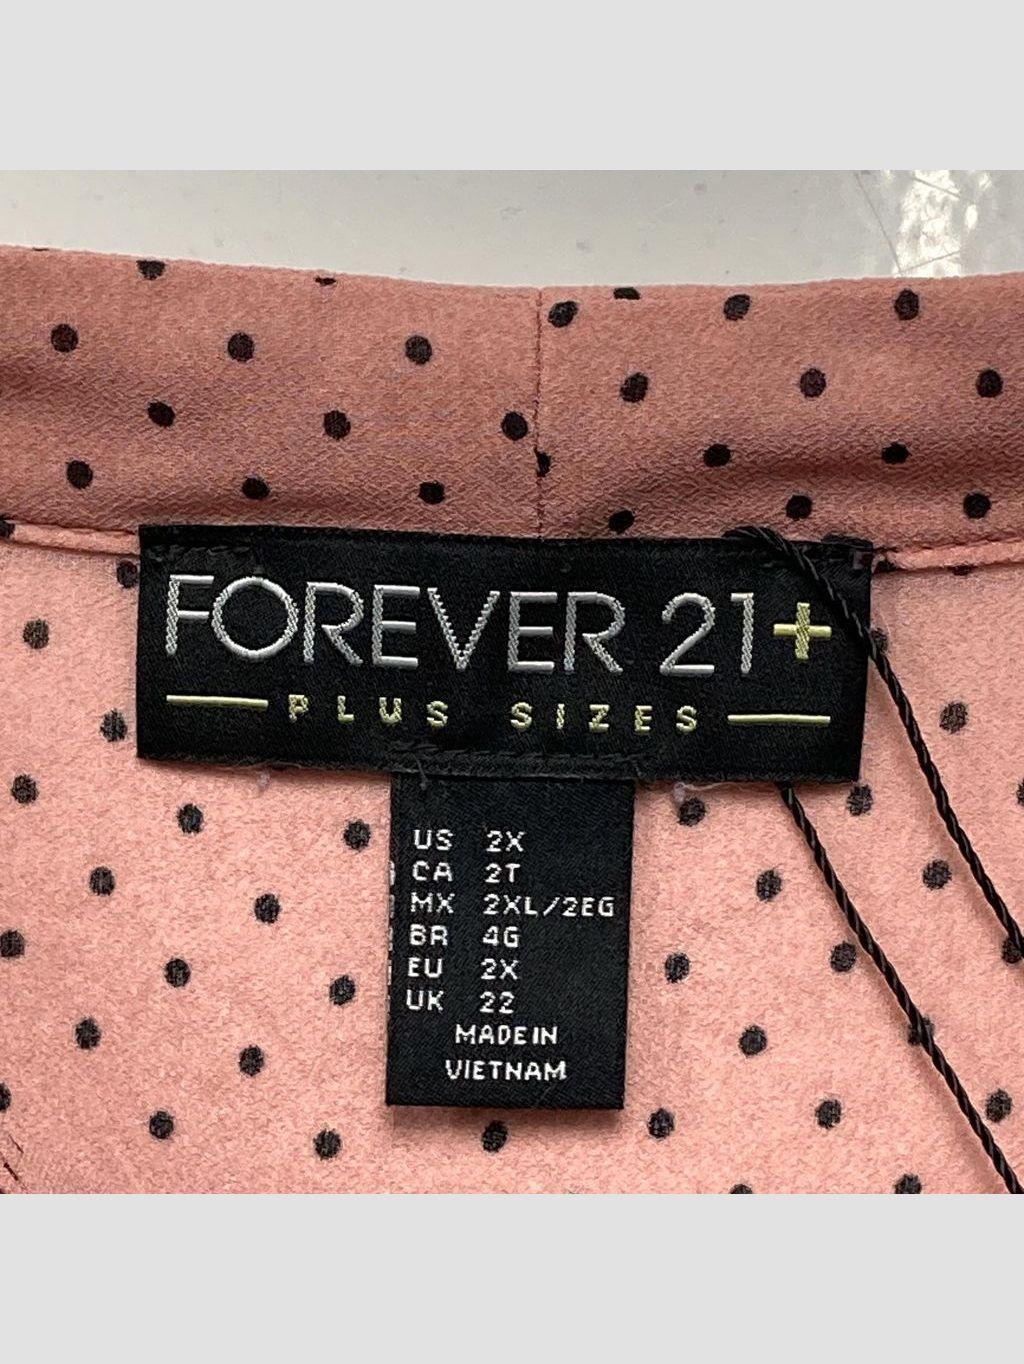 FOREVER 21+
PLUS SIZES
US 2X
CA 2T
MX 2XL/2EG
BR 4G
EU 2X
UK 22
MADE IN
VIETNAM